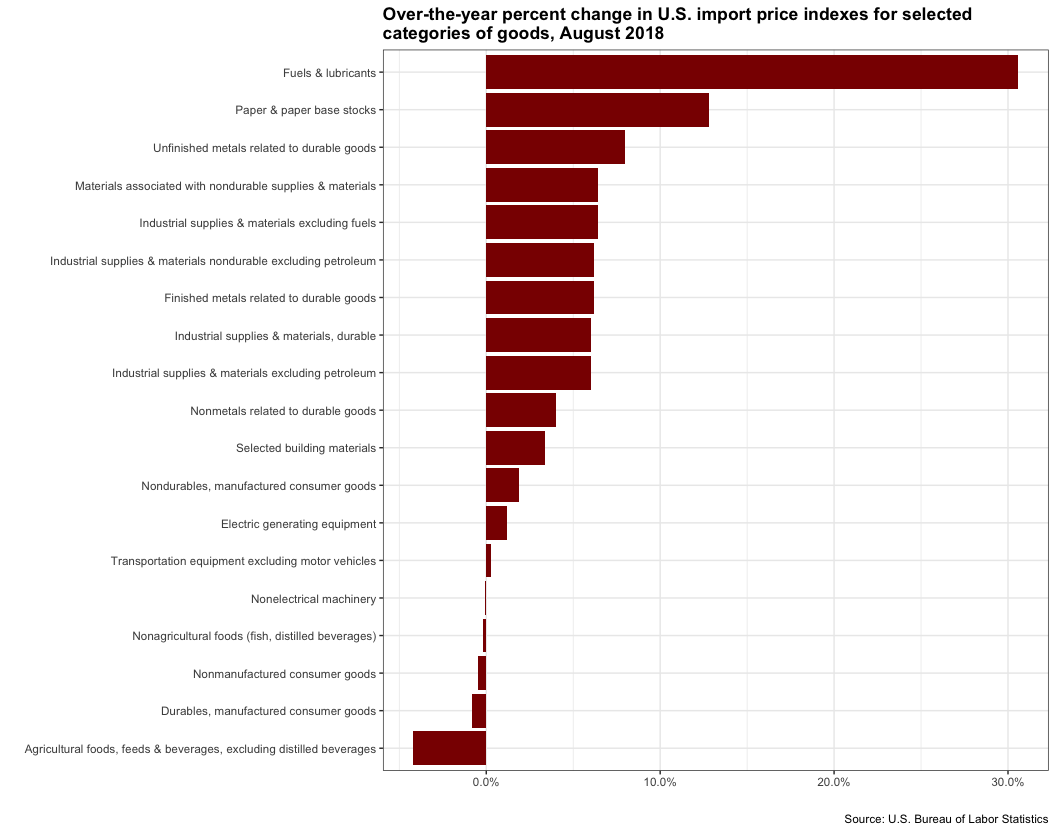 Over-the-year percent change in U.S. import price indexes for selected
categories of goods, August 2018
Fuels & lubricants
Paper & paper base stocks
Unfinished metals related to durable goods
Materials associated with nondurable supplies & materials
Industrial supplies & materials excluding fuels
Industrial supplies & materials nondurable excluding petroleum
Finished metals related to durable goods
Industrial supplies & materials, durable
Industrial supplies & materials excluding petroleum
Nonmetals related to durable goods
Selected building materials
Nondurables, manufactured consumer goods
Electric generating equipment
Transportation equipment excluding motor vehicles
Nonelectrical machinery
Nonagricultural foods (fish, distilled beverages)
Nonmanufactured consumer goods
Durables, manufactured consumer goods
Agricultural foods, feeds & beverages, excluding distilled beverages
0.0% 10.0% 20.0% 30.0%
Source: U.S. Bureau of Labor Statistics